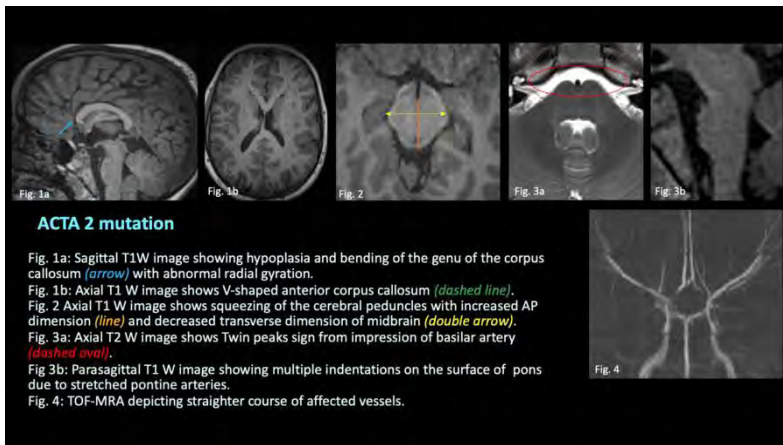 Fig. 1a
Fig. 1b
Fig. 2
Fig. 3a
Fig. 3b
ACTA 2 mutation
Fig. 1a: Sagittal T1W image showing hypoplasia and bending of the genu of the corpus
callosum (arrow) with abnormal radial gyration.
Fig. 1b: Axial T1 W image shows V-shaped anterior corpus callosum (dashed line).
Fig. 2 Axial T1 W image shows squeezing of the cerebral peduncles with increased AP
dimension (line) and decreased transverse dimension of midbrain (double arrow).
Fig. 3a: Axial T2 W image shows Twin peaks sign from impression of basilar artery
(dashed oval).
Fig 3b: Parasagittal T1 W image showing multiple indentations on the surface of pons
due to stretched pontine arteries.
Fig. 4: TOF-MRA depicting straighter course of affected vessels.
Fig. 4